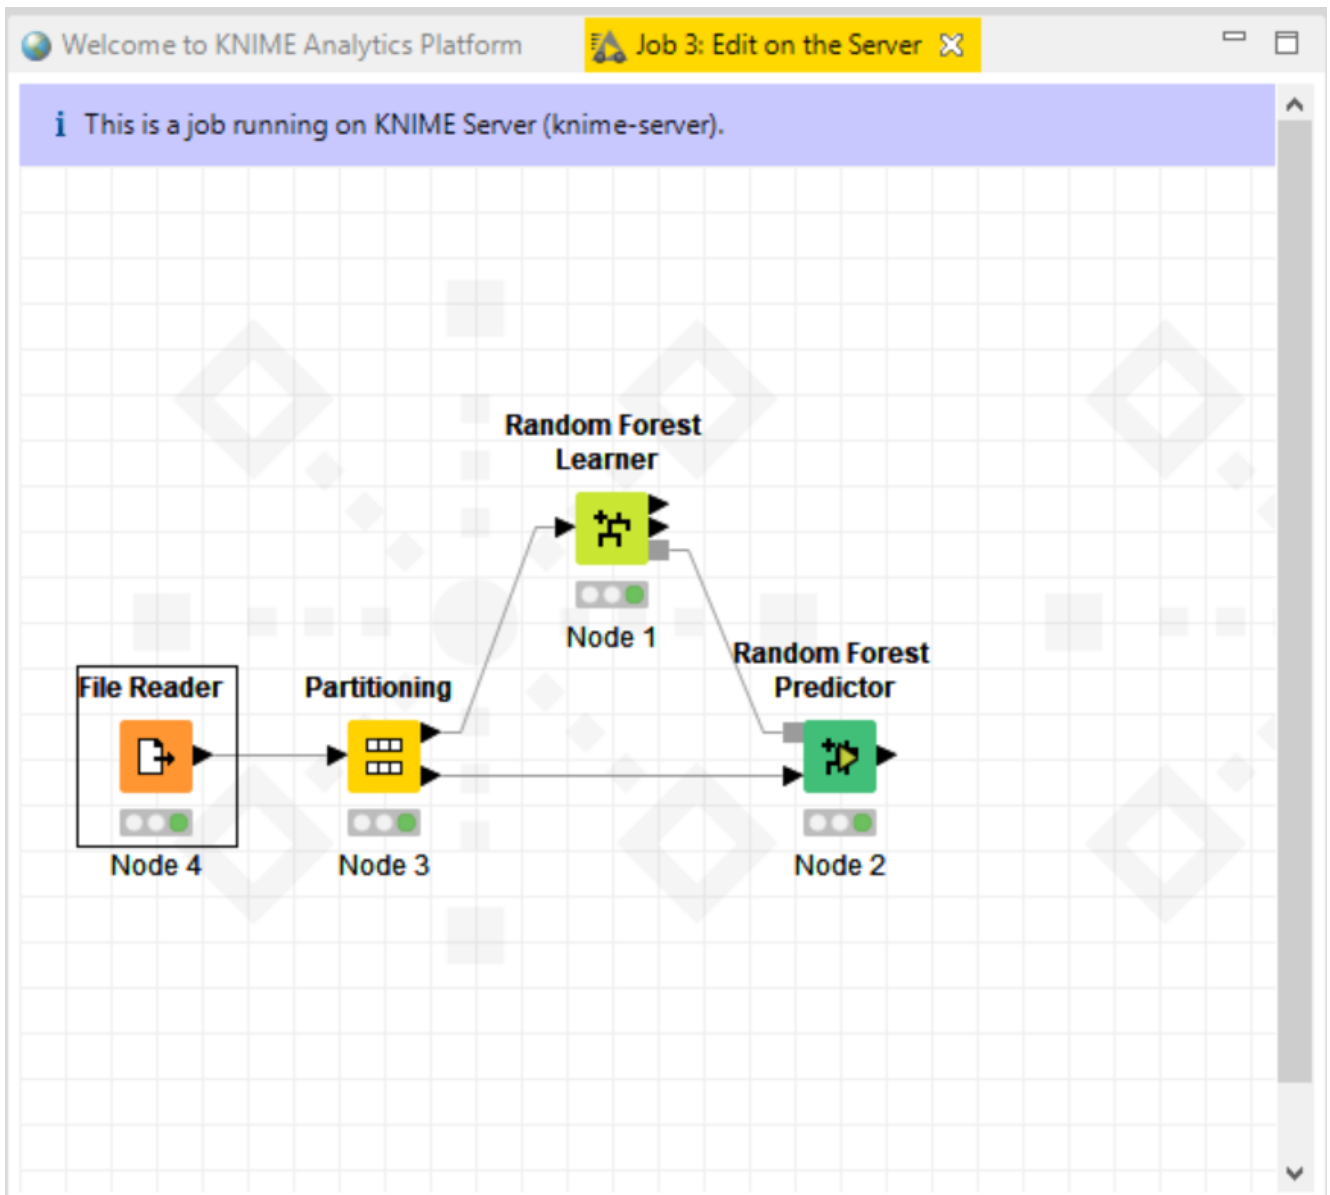 Welcome to KNIME Analytics Platform
Job 3: Edit on the Server
i This is a job running on KNIME Server (knime-server).
Random Forest
Learner
Node 1
Random Forest
Predictor
File Reader
Partitioning
Node 4
Node 3
Node 2